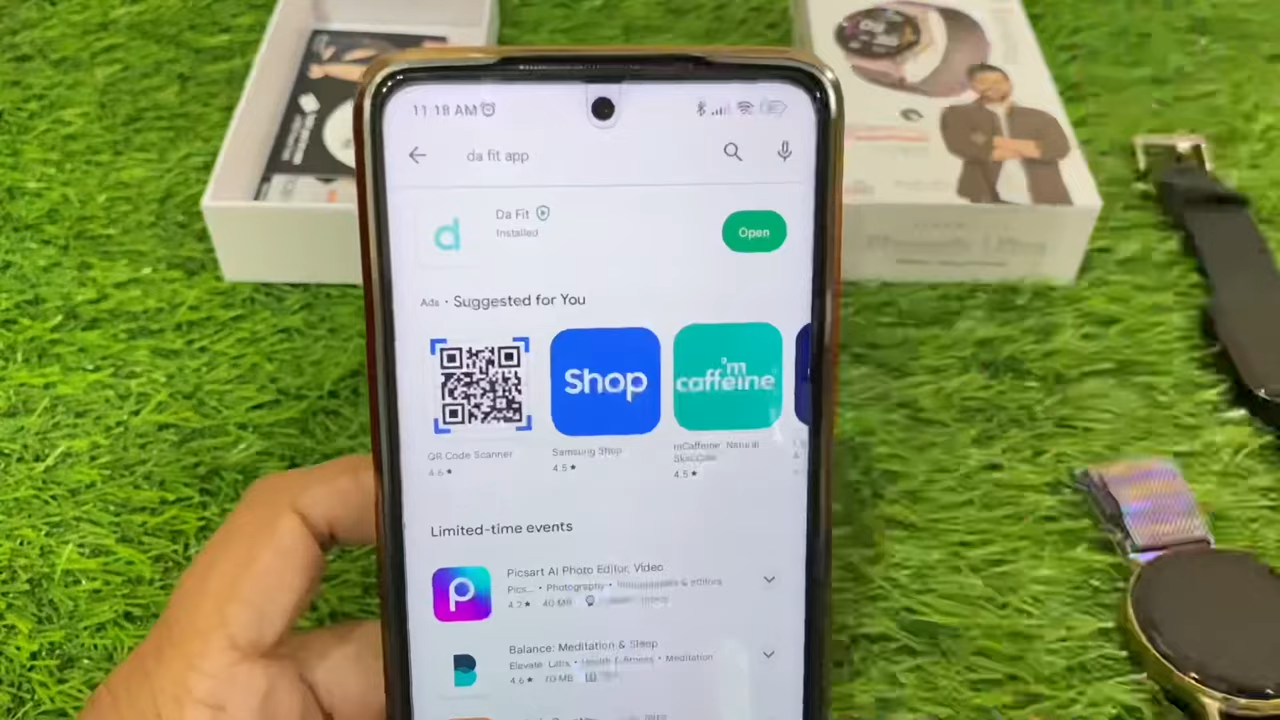 11:18 AM
da fit app
d
Da Fit
Installed
Open
Ads · Suggested for You
Shop
'm
caffeine
QR Code Scanner
4.6★
Samsung Shop
4.5★
mCaffeine: Natural
4.5★
Limited-time events
P
Picsart AI Photo Editor, Video
Pics... • Photography •
4.2★ 40 MB
Balance: Meditation & Sleep
Elevate Labs • Health & fitness • Meditation
4.6★ 70 MB